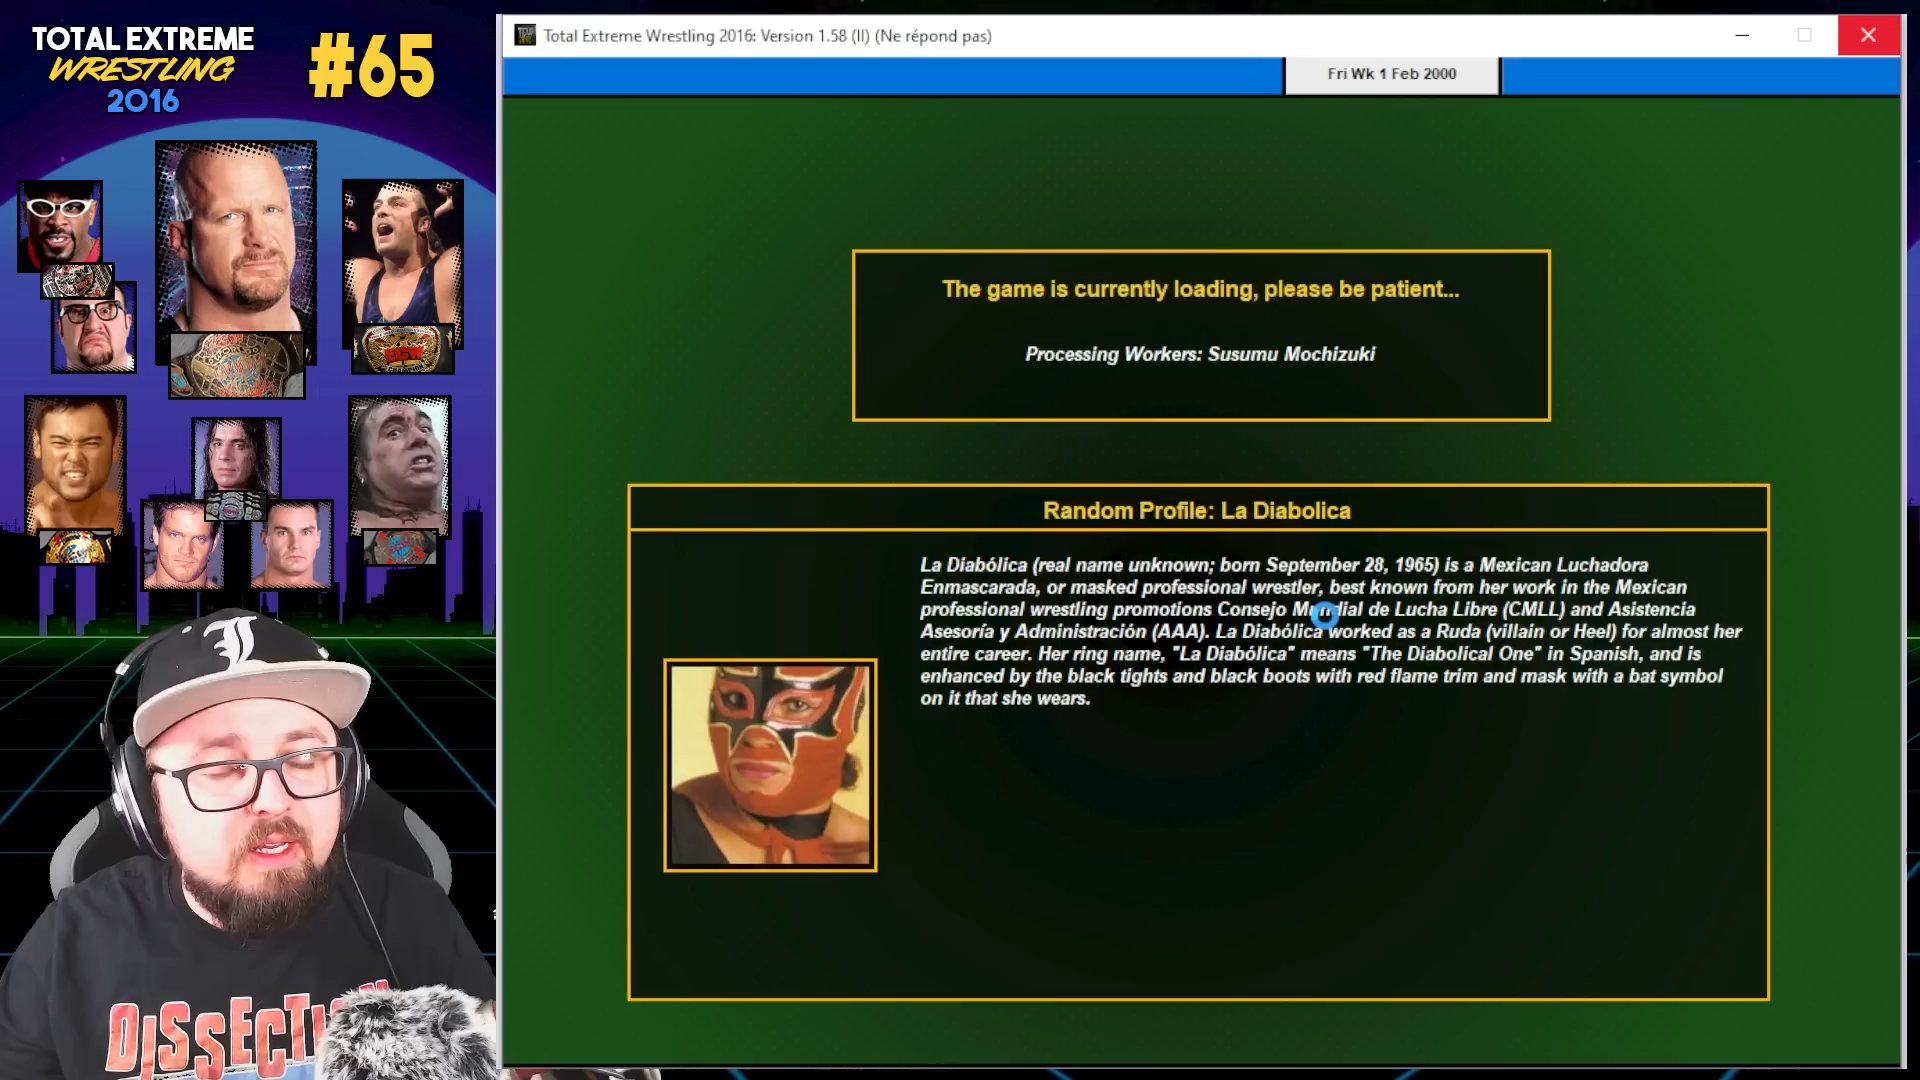 TOTAL EXTREME
WRESTLING
2016
#65
Total Extreme Wrestling 2016: Version 1.58 (II) (Ne répond pas)
Fri Wk 1 Feb 2000
The game is currently loading, please be patient...
Processing Workers: Susumu Mochizuki
Random Profile: La Diabolica
La Diabólica (real name unknown; born September 28, 1965) is a Mexican Luchadora
Enmascarada, or masked professional wrestler, best known from her work in the Mexican
professional wrestling promotions Consejo Mundial de Lucha Libre (CMLL) and Asistencia
Asesoría y Administración (AAA). La Diabólica worked as a Ruda (villain or Heel) for almost her
entire career. Her ring name, "La Diabólica" means "The Diabolical One" in Spanish, and is
enhanced by the black tights and black boots with red flame trim and mask with a bat symbol
on it that she wears.
ECW
L